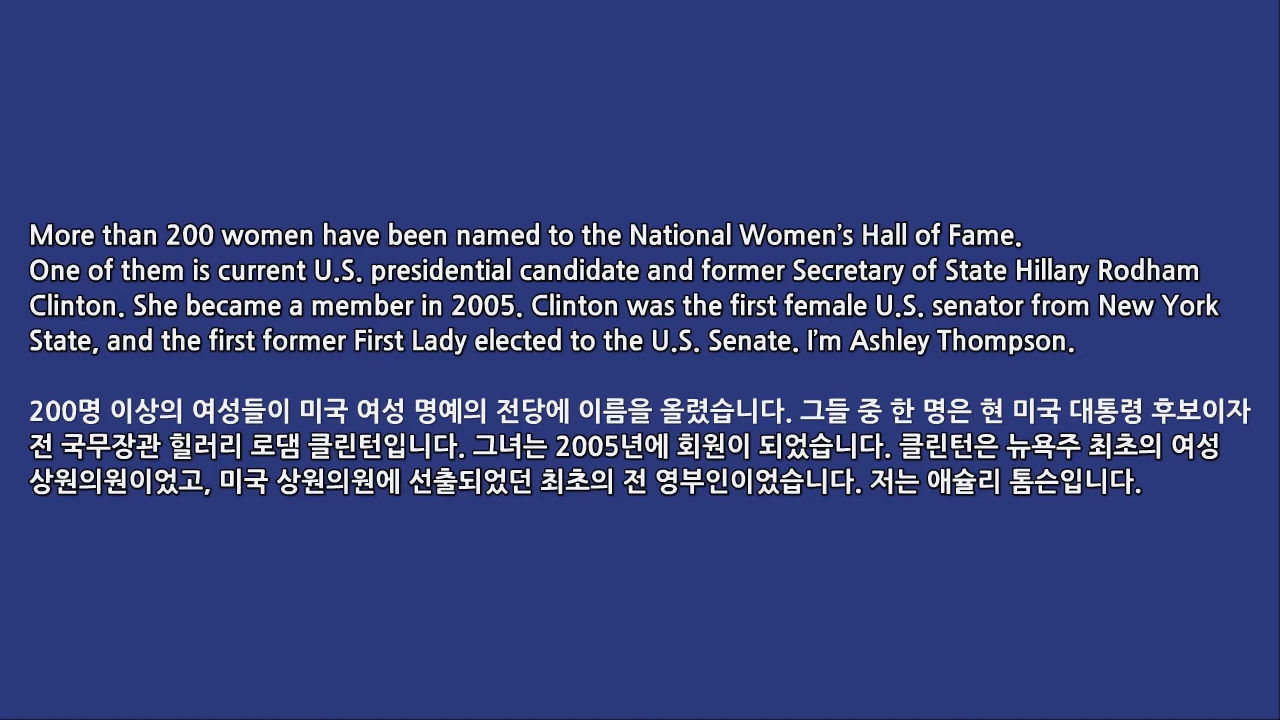 More than 200 women have been named to the National Women’s Hall of Fame.
One of them is current U.S. presidential candidate and former Secretary of State Hillary Rodham
Clinton. She became a member in 2005. Clinton was the first female U.S. senator from New York
State, and the first former First Lady elected to the U.S. Senate. I’m Ashley Thompson.
200명 이상의 여성들이 미국 여성 명예의 전당에 이름을 올렸습니다. 그들 중 한 명은 현 미국 대통령 후보이자
전 국무장관 힐러리 로댐 클린턴입니다. 그녀는 2005년에 회원이 되었습니다. 클린턴은 뉴욕주 최초의 여성
상원의원이었고, 미국 상원의원에 선출되었던 최초의 전 영부인이었습니다. 저는 애슐리 톰슨입니다.